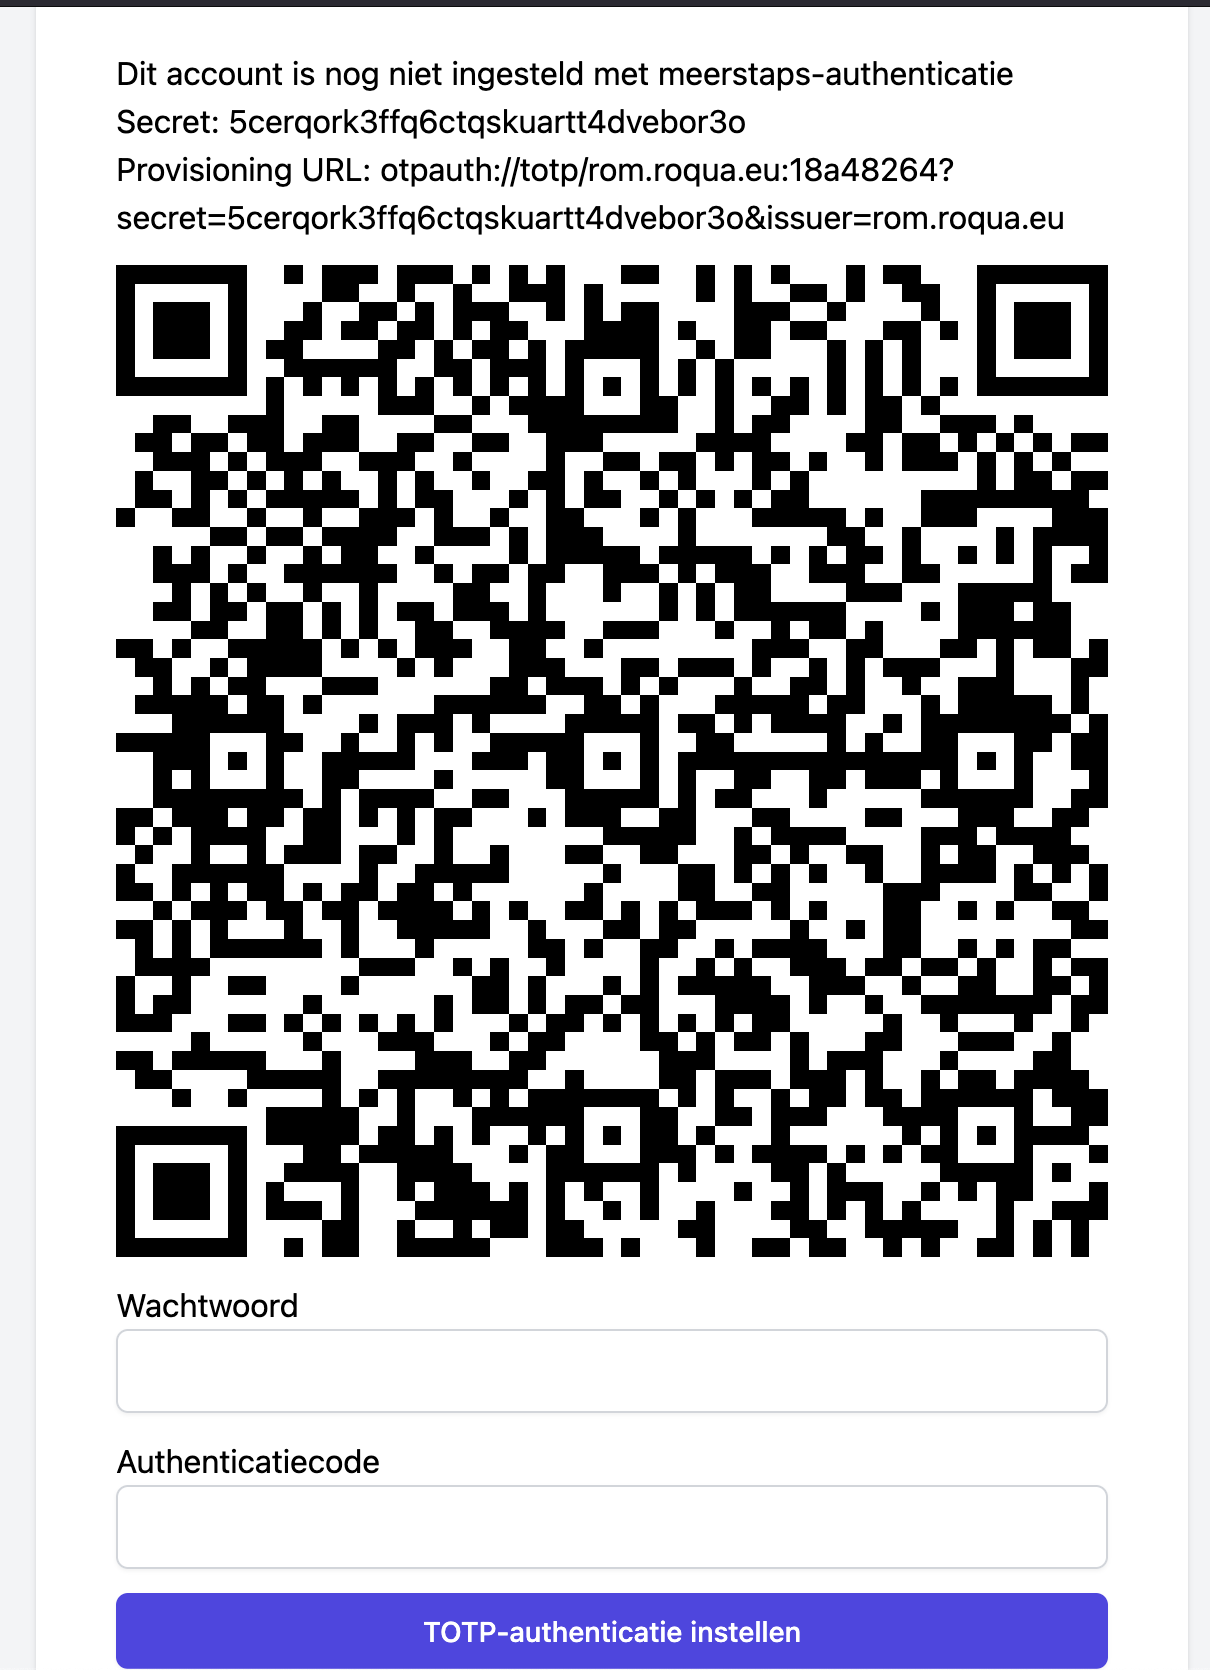 Dit account is nog niet ingesteld met meerstaps-authenticatie
Secret: 5cerqork3ffq6ctqskuartt4dvebor3o
Provisioning URL: otpauth://totp/rom.roqua.eu:18a48264?
secret=5cerqork3ffq6ctqskuartt4dvebor3o&issuer=rom.roqua.eu
Wachtwoord
Authenticatiecode
TOTP-authenticatie instellen